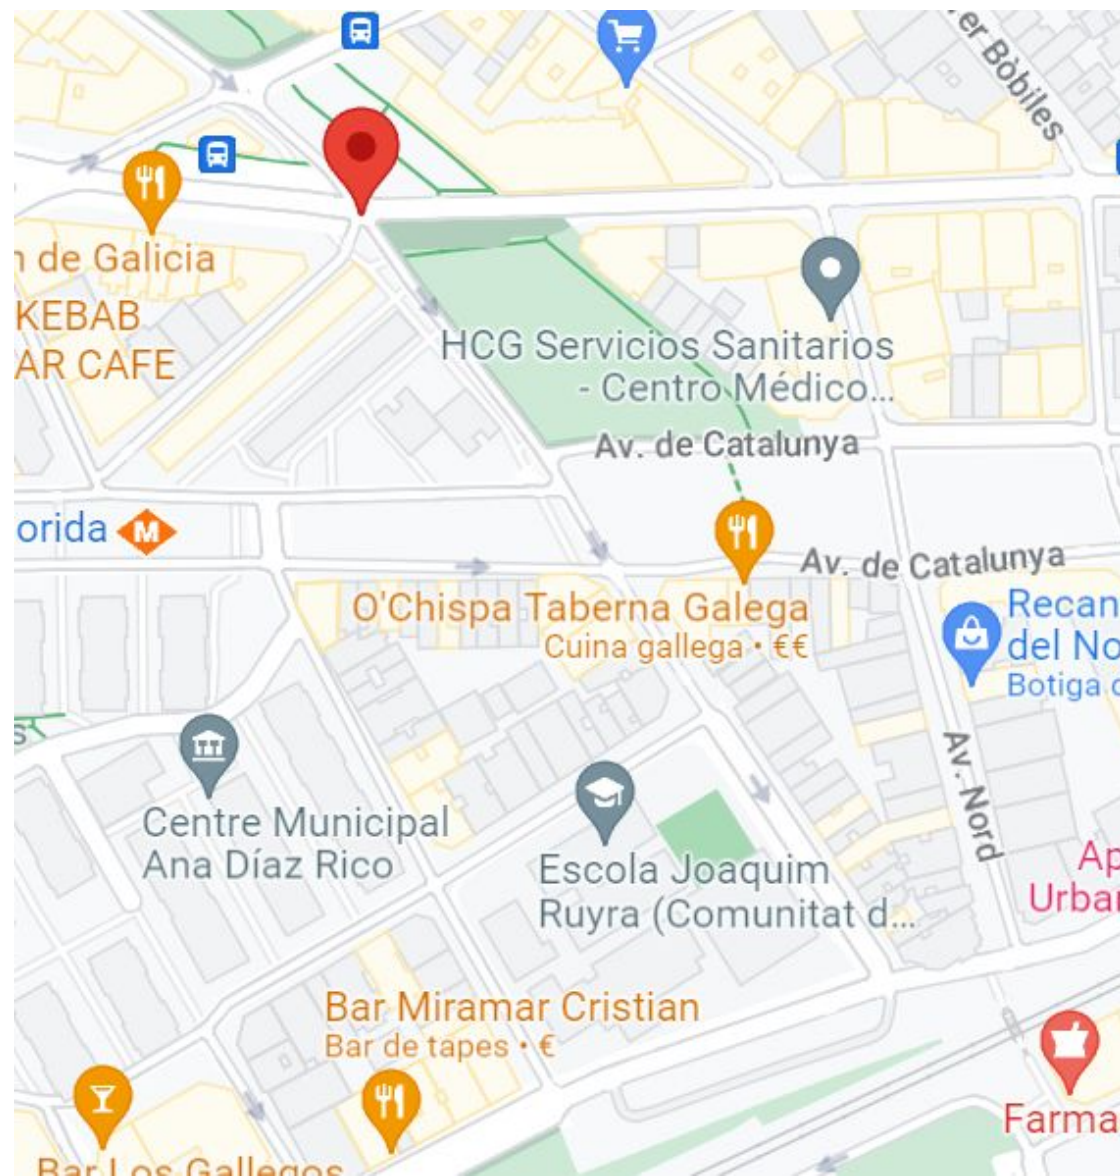 er Bòbiles
n de Galicia
KEBAB
AR CAFE
HCG Servicios Sanitarios
- Centro Médico...
Av. de Catalunya
orida M
Av. de Catalunya
O'Chispa Taberna Galega
Cuina gallega • €€
Recan
del No
Botiga d
s
Av. Nord
Centre Municipal
Ana Díaz Rico
Escola Joaquim
Ruyra (Comunitat d...
Ap
Urban
Bar Miramar Cristian
Bar de tapes • €
Farma
Bar Los Gallegos